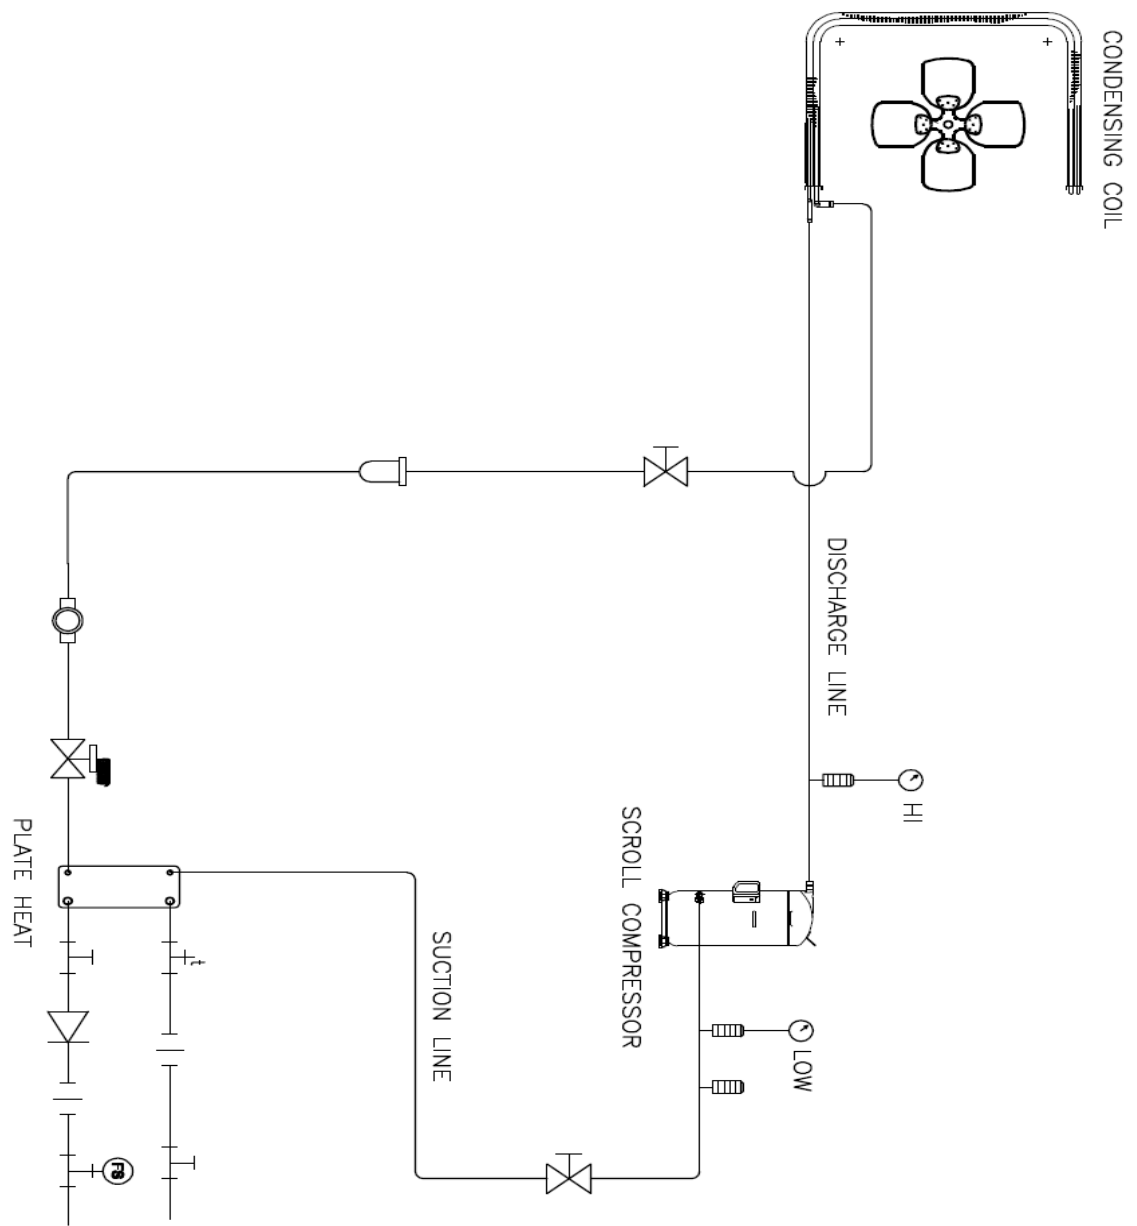 CONDENSING COIL
DISCHARGE LINE
HI
SCROLL COMPRESSOR
LOW
SUCTION LINE
PLATE HEAT
t
FS